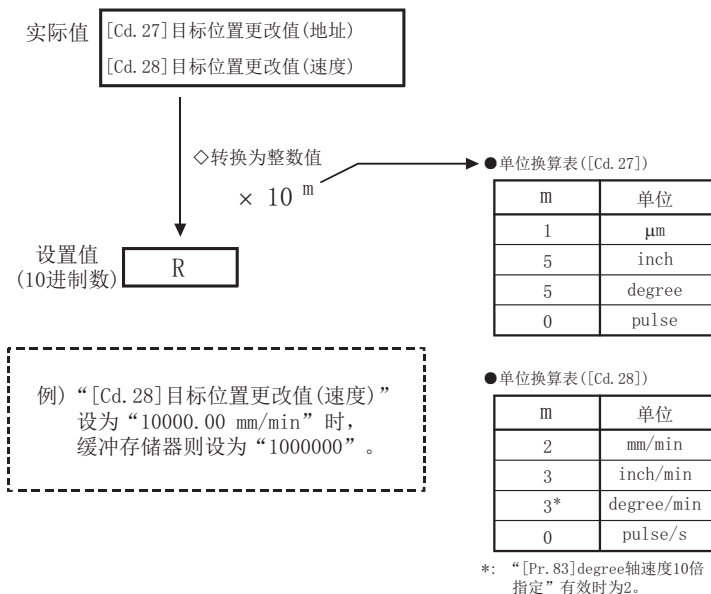 实际值
[Cd.27]目标位置更改值(地址)
[Cd.28]目标位置更改值(速度)
◇转换为整数值
× 10 m
设置值
(10进制数)
R
●单位换算表([Cd.27])
m 单位
1 μm
5 inch
5 degree
0 pulse
例) “[Cd.28]目标位置更改值(速度)”
设为“10000.00 mm/min”时，
缓冲存储器则设为“1000000”。
●单位换算表([Cd.28])
m 单位
2 mm/min
3 inch/min
3* degree/min
0 pulse/s
*: “[Pr.83]degree轴速度10倍
指定”有效时为2。